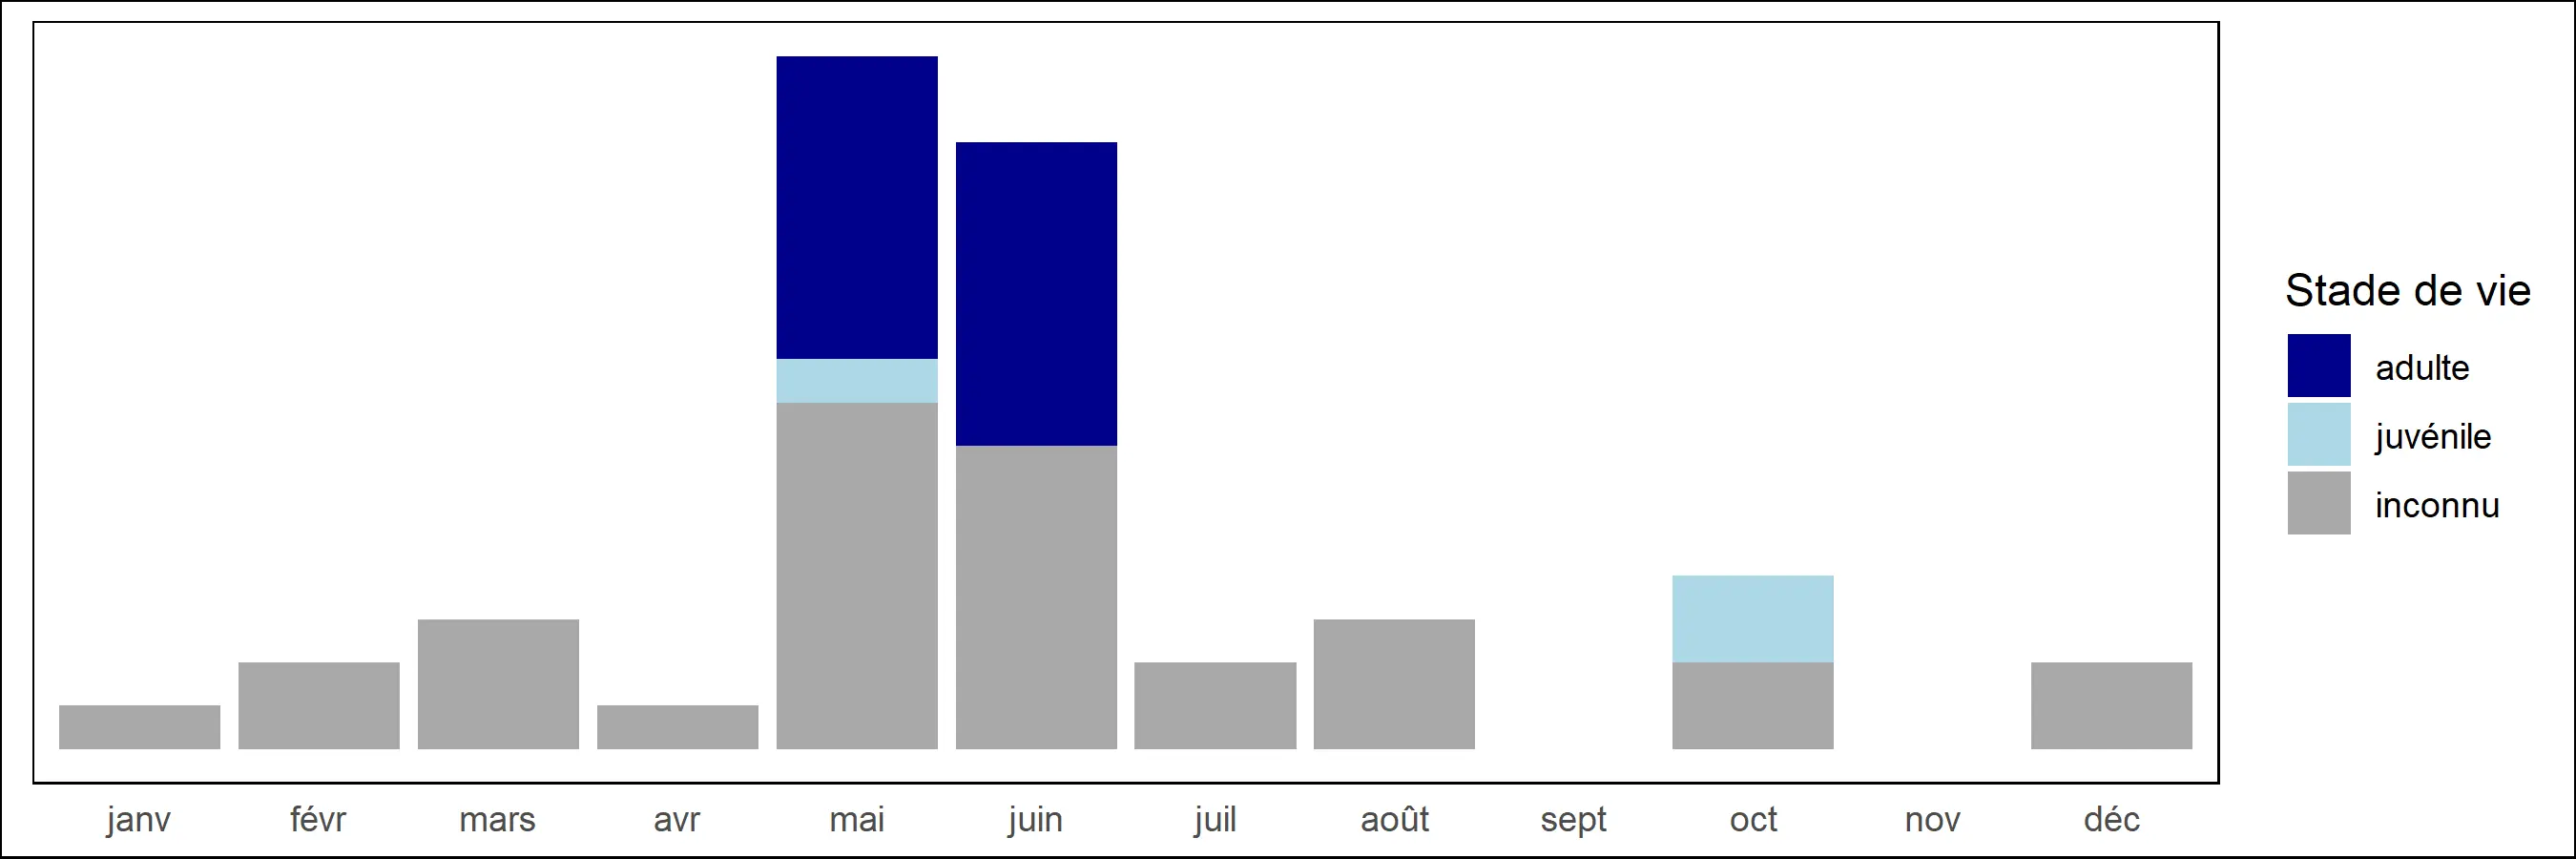 Stade de vie
adulte
juvénile
inconnu
janv févr mars avr mai juin juil août sept oct nov déc